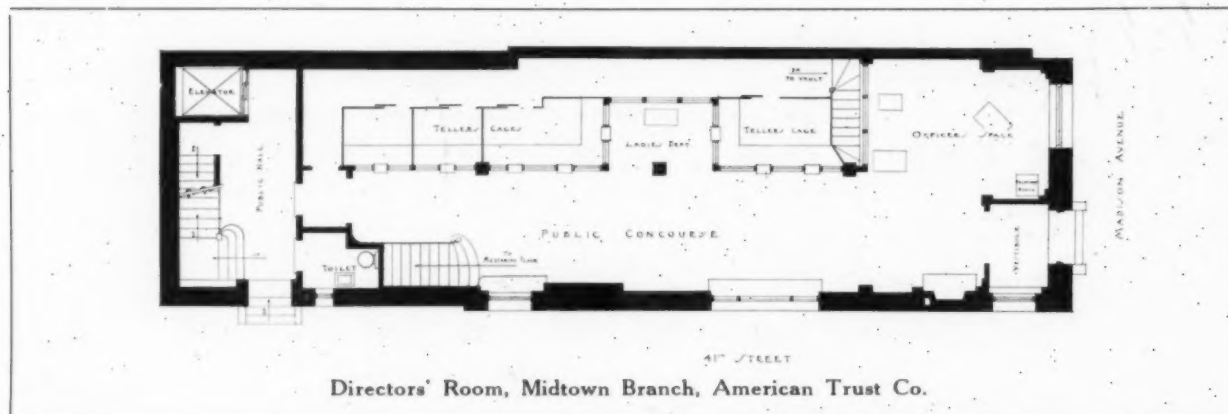 ELEVATOR
PUBLIC HALL
TELLERS CAGES
LADIES DEPT
TELLERS CAGE
DN
TO VAULT
OFFICERS SPACE
MADISON AVENUE
PUBLIC CONCOURSE
VESTIBULE
TOILET
TO
MEZZANINE FLOOR
41ST STREET
Directors' Room, Midtown Branch, American Trust Co.